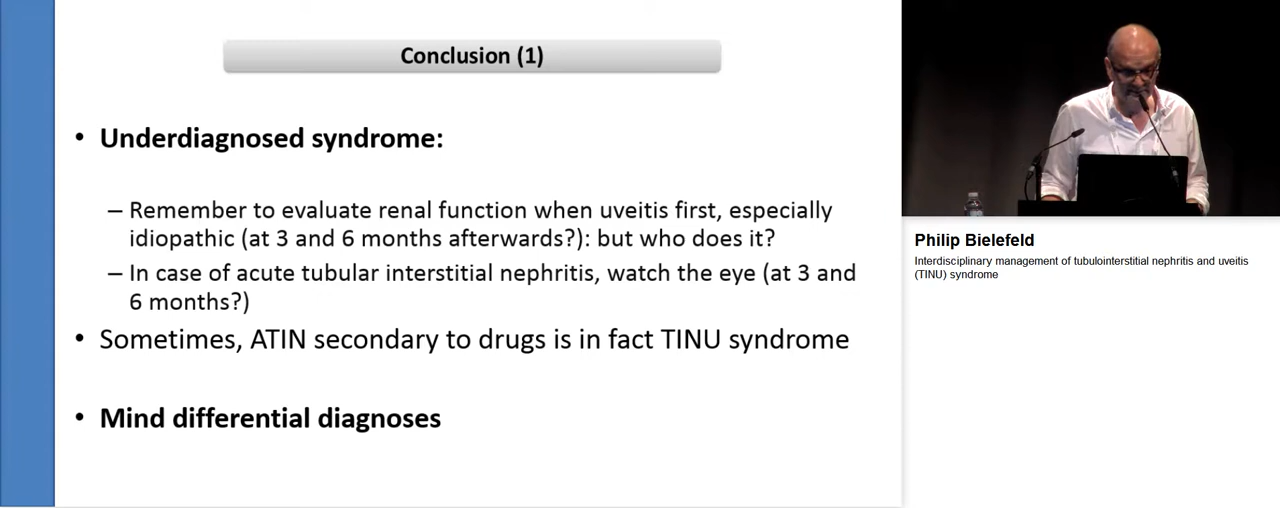 Conclusion (1)
• Underdiagnosed syndrome:
– Remember to evaluate renal function when uveitis first, especially
idiopathic (at 3 and 6 months afterwards?): but who does it?
– In case of acute tubular interstitial nephritis, watch the eye (at 3 and
6 months?)
• Sometimes, ATIN secondary to drugs is in fact TINU syndrome
• Mind differential diagnoses
Philip Bielefeld
Interdisciplinary management of tubulointerstitial nephritis and uveitis
(TINU) syndrome